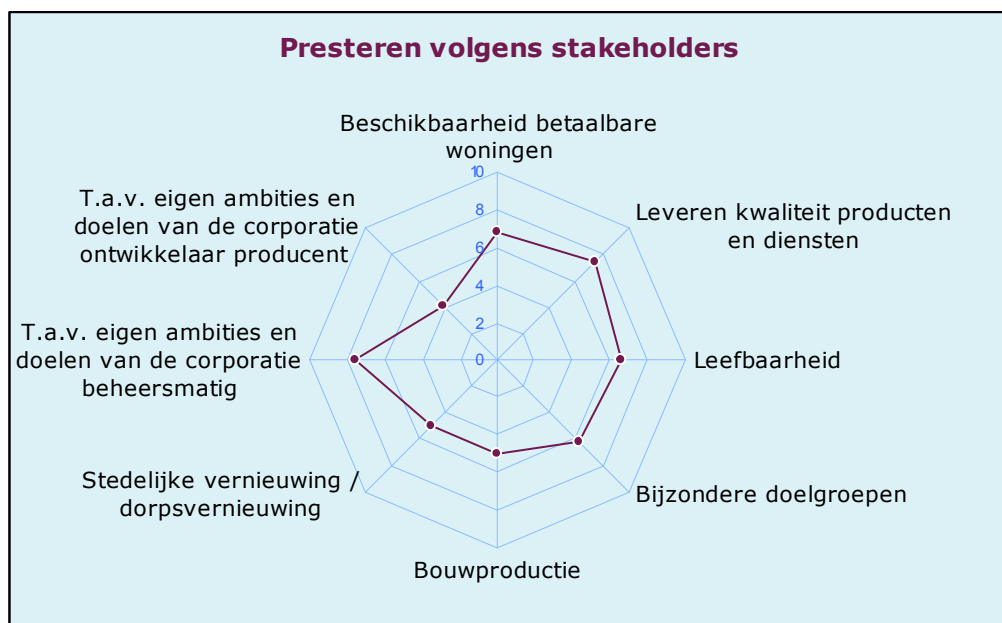 Presteren volgens stakeholders
Beschikbaarheid betaalbare
woningen
T.a.v. eigen ambities en
doelen van de corporatie
ontwikkelaar producent
Leveren kwaliteit producten
en diensten
10
8
6
4
2
0
T.a.v. eigen ambities en
doelen van de corporatie
beheersmatig
Leefbaarheid
Stedelijke vernieuwing /
dorpsvernieuwing
Bijzondere doelgroepen
Bouwproductie